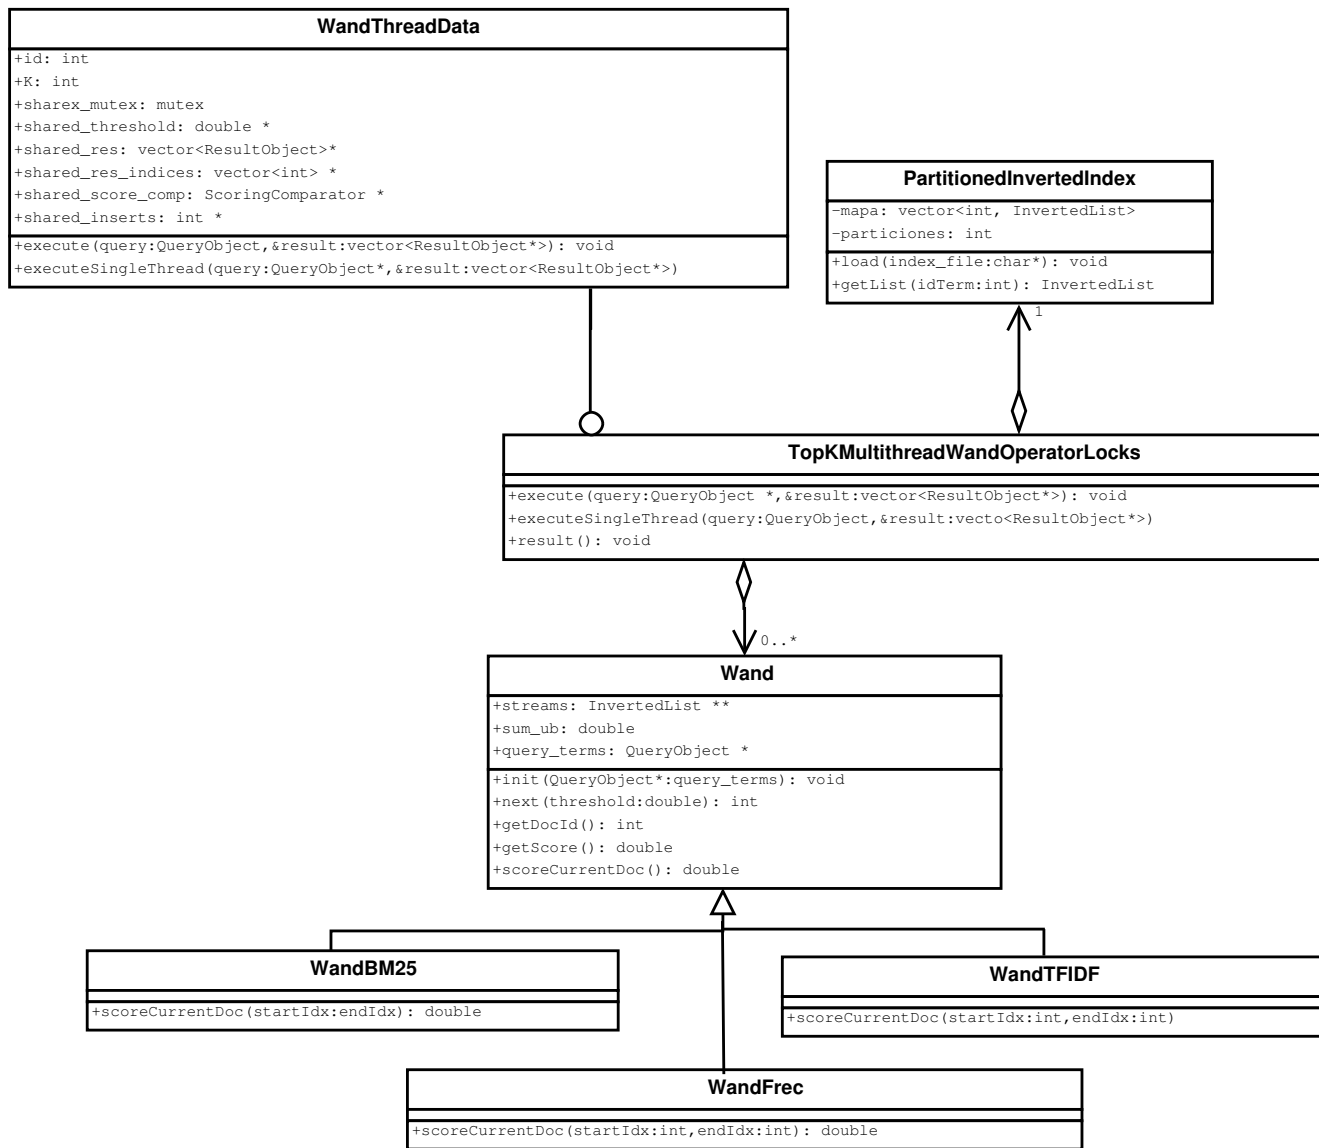 WandThreadData
+id: int
+K: int
+sharex_mutex: mutex
+shared_threshold: double *
+shared_res: vector<ResultObject>*
+shared_res_indices: vector<int> *
+shared_score_comp: ScoringComparator *
+shared_inserts: int *
+execute(query:QueryObject,&result:vector<ResultObject*>): void
+executeSingleThread(query:QueryObject*,&result:vector<ResultObject*>)
PartitionedInvertedIndex
-mapa: vector<int, InvertedList>
-particiones: int
+load(index_file:char*): void
+getList(idTerm:int): InvertedList
1
TopKMultithreadWandOperatorLocks
+execute(query:QueryObject *,&result:vector<ResultObject*>): void
+executeSingleThread(query:QueryObject,&result:vecto<ResultObject*>)
+result(): void
0..*
Wand
+streams: InvertedList **
+sum_ub: double
+query_terms: QueryObject *
+init(QueryObject*:query_terms): void
+next(threshold:double): int
+getDocId(): int
+getScore(): double
+scoreCurrentDoc(): double
WandBM25
+scoreCurrentDoc(startIdx:endIdx): double
WandTFIDF
+scoreCurrentDoc(startIdx:int,endIdx:int)
WandFrec
+scoreCurrentDoc(startIdx:int,endIdx:int): double